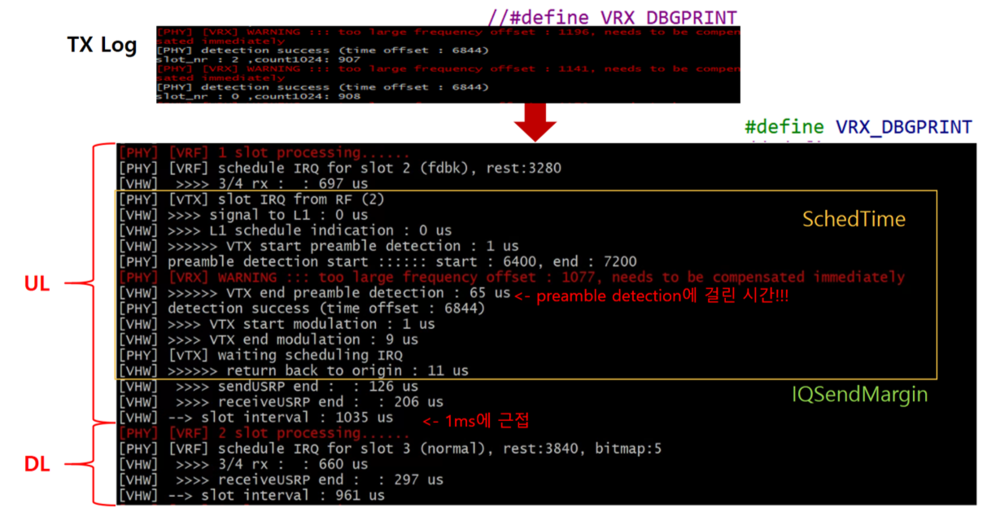 //#define VRX_DBGPRINT
TX Log
[PHY] [VRX] WARNING ::: too large frequency offset : 1196, needs to be compen
sated immediately
[PHY] detection success (time offset : 6844)
slot_nr : 2 ,count1024: 907
[PHY] [VRX] WARNING ::: too large frequency offset : 1141, needs to be compen
sated immediately
[PHY] detection success (time offset : 6844)
slot_nr : 0 ,count1024: 908
#define VRX_DBGPRINT
[PHY] [VRF] 1 slot processing......
[PHY] [VRF] schedule IRQ for slot 2 (fdbk), rest:3280
[VHW]  >>>> 3/4 rx :  : 697 us
[PHY] [VTX] slot IRQ from RF (2)
[VHW] >>>> signal to L1 : 0 us
SchedTime
[VHW] >>>> L1 schedule indication : 0 us
[VHW] >>>>>> VTX start preamble detection : 1 us
[PHY] preamble detection start :::::: start : 6400, end : 7200
[PHY] [VRX] WARNING ::: too large frequency offset : 1077, needs to be compensated immediately
UL
[VHW] >>>>>> VTX end preamble detection : 65 us <- preamble detection에 걸린 시간!!!
[PHY] detection success (time offset : 6844)
[VHW] >>>> VTX start modulation : 1 us
[VHW] >>>> VTX end modulation : 9 us
[PHY] [VTX] waiting scheduling IRQ
[VHW] >>>>>> return back to origin : 11 us
[VHW]  >>>> sendUSRP end :  : 126 us
IQSendMargin
[VHW]  >>>> receiveUSRP end :  : 206 us
[VHW] --> slot interval : 1035 us <- 1ms에 근접
[PHY] [VRF] 2 slot processing......
[PHY] [VRF] schedule IRQ for slot 3 (normal), rest:3840, bitmap:5
DL
[VHW]  >>>> 3/4 rx :  : 660 us
[VHW]  >>>> receiveUSRP end :  : 297 us
[VHW] --> slot interval : 961 us